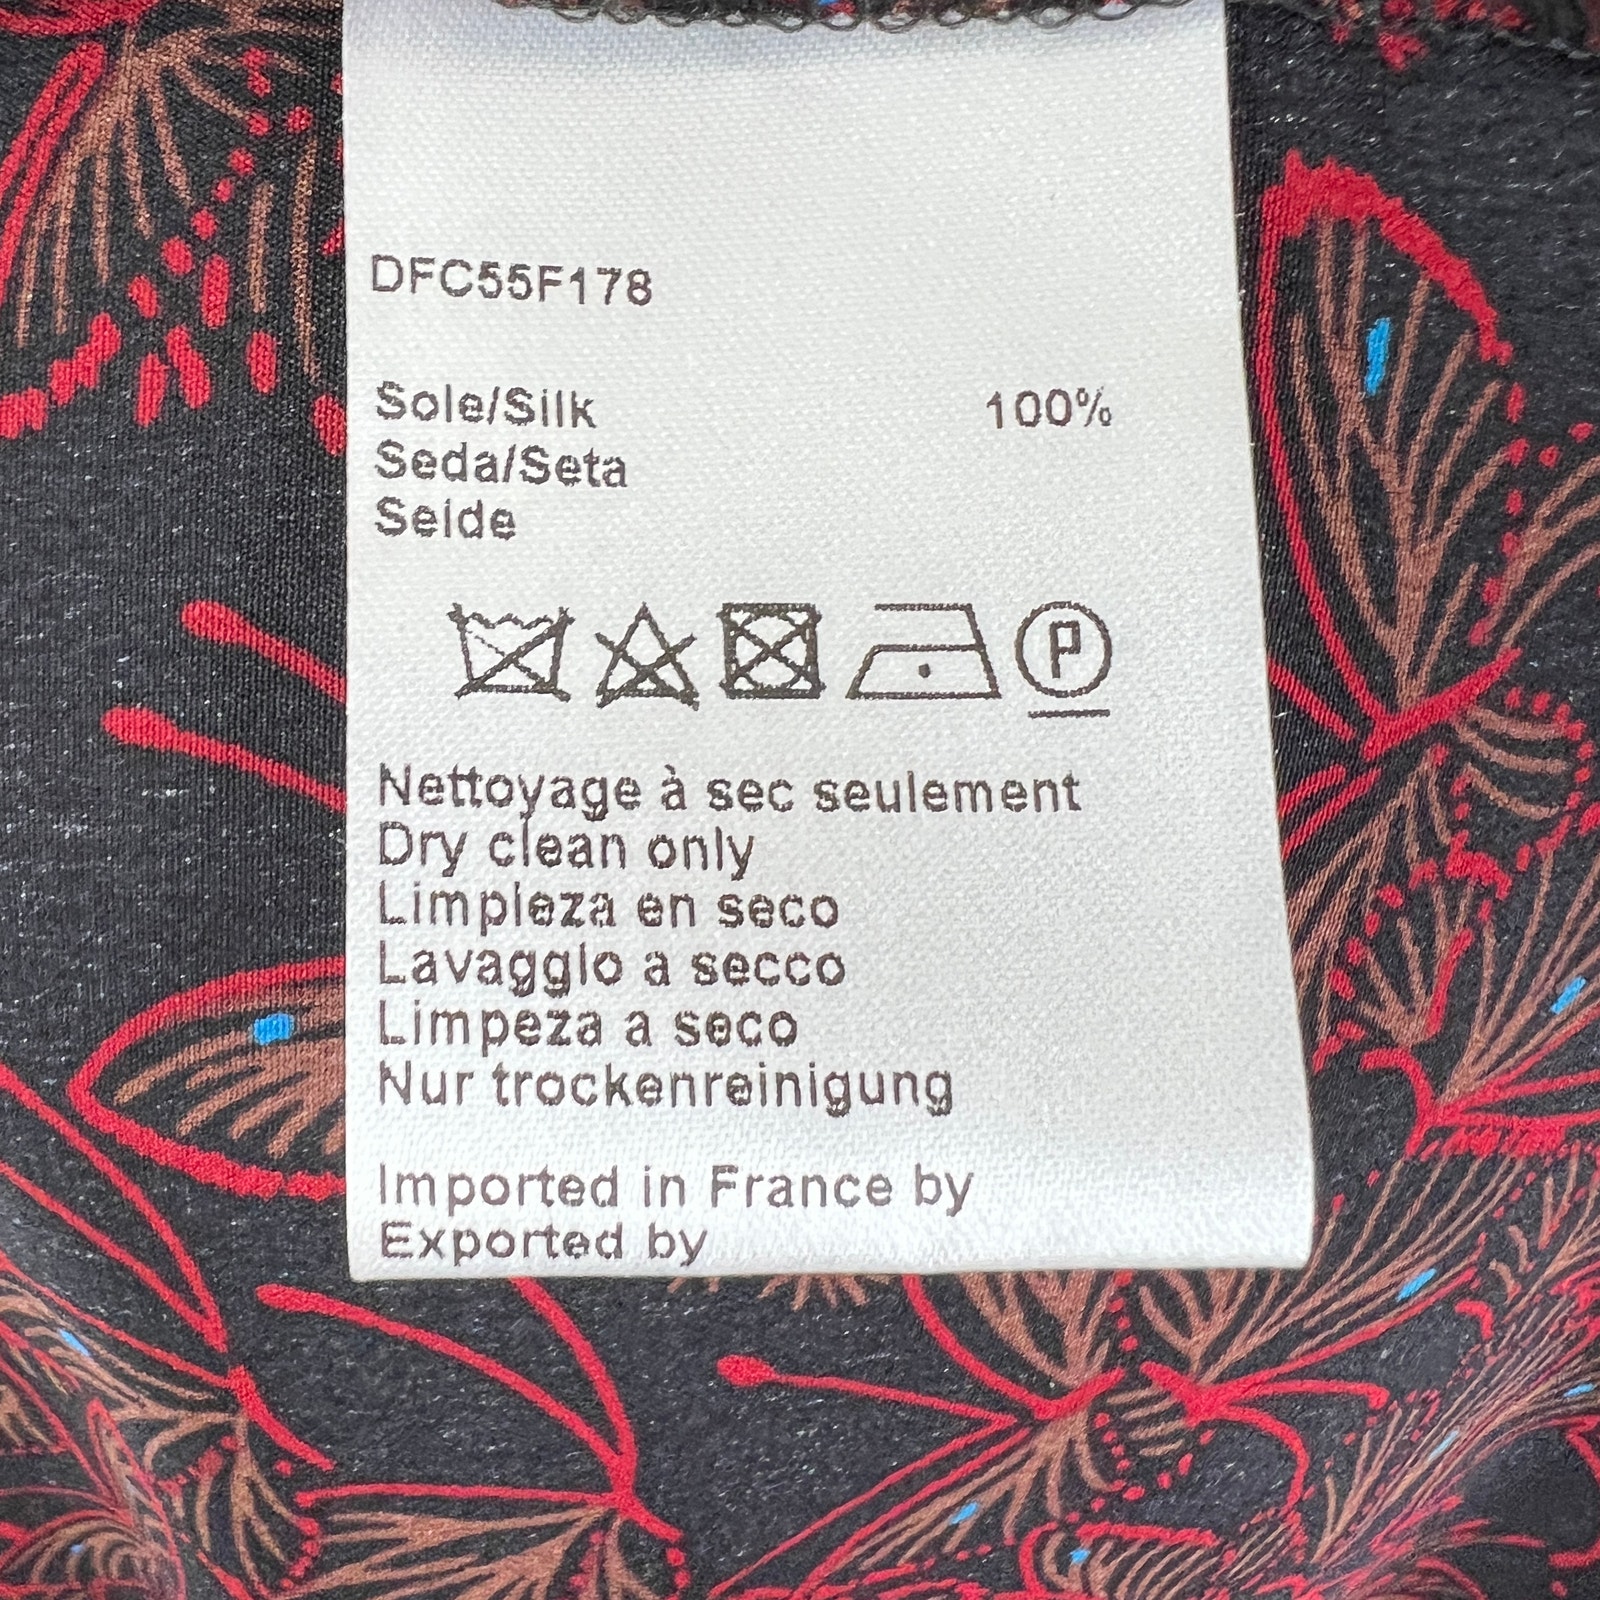 DFC55F178
Soie/Silk 100%
Seda/Seta
Seide
P
Nettoyage à sec seulement
Dry clean only
Limpieza en seco
Lavaggio a secco
Limpeza a seco
Nur trockenreinigung
Imported in France by
Exported by